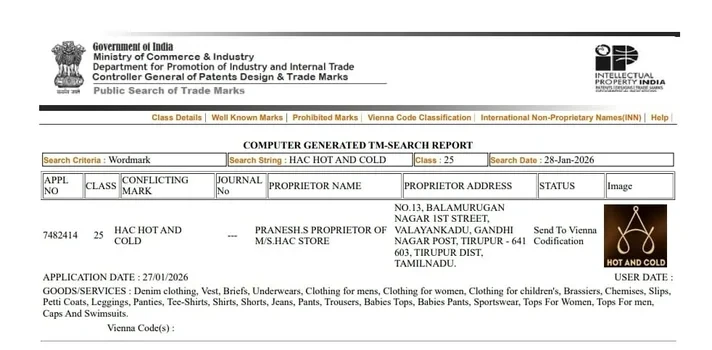 Government of India
Ministry of Commerce & Industry
Department for Promotion of Industry and Internal Trade
Controller General of Patents Design & Trade Marks
Public Search of Trade Marks
INTELLECTUAL
PROPERTY INDIA
Class Details | Well Known Marks | Prohibited Marks | Vienna Code Classification | International Non-Proprietary Names(INN) | Help |
COMPUTER GENERATED TM-SEARCH REPORT
Search Criteria : Wordmark Search String : HAC HOT AND COLD Class : 25 Search Date : 28-Jan-2026
APPL NO CLASS CONFLICTING MARK JOURNAL No PROPRIETOR NAME PROPRIETOR ADDRESS STATUS Image
7482414 25 HAC HOT AND COLD --- PRANESH.S PROPRIETOR OF M/S.HAC STORE
NO.13, BALAMURUGAN
NAGAR 1ST STREET,
VALAYANKADU, GANDHI
NAGAR POST, TIRUPUR - 641
603, TIRUPUR DIST,
TAMILNADU.
Send To Vienna
Codification
HOT AND COLD
APPLICATION DATE : 27/01/2026 USER DATE :
GOODS/SERVICES : Denim clothing, Vest, Briefs, Underwears, Clothing for mens, Clothing for women, Clothing for children's, Brassiers, Chemises, Slips,
Petti Coats, Leggings, Panties, Tee-Shirts, Shirts, Shorts, Jeans, Pants, Trousers, Babies Tops, Babies Pants, Sportswear, Tops For Women, Tops For men,
Caps And Swimsuits.
Vienna Code(s) :